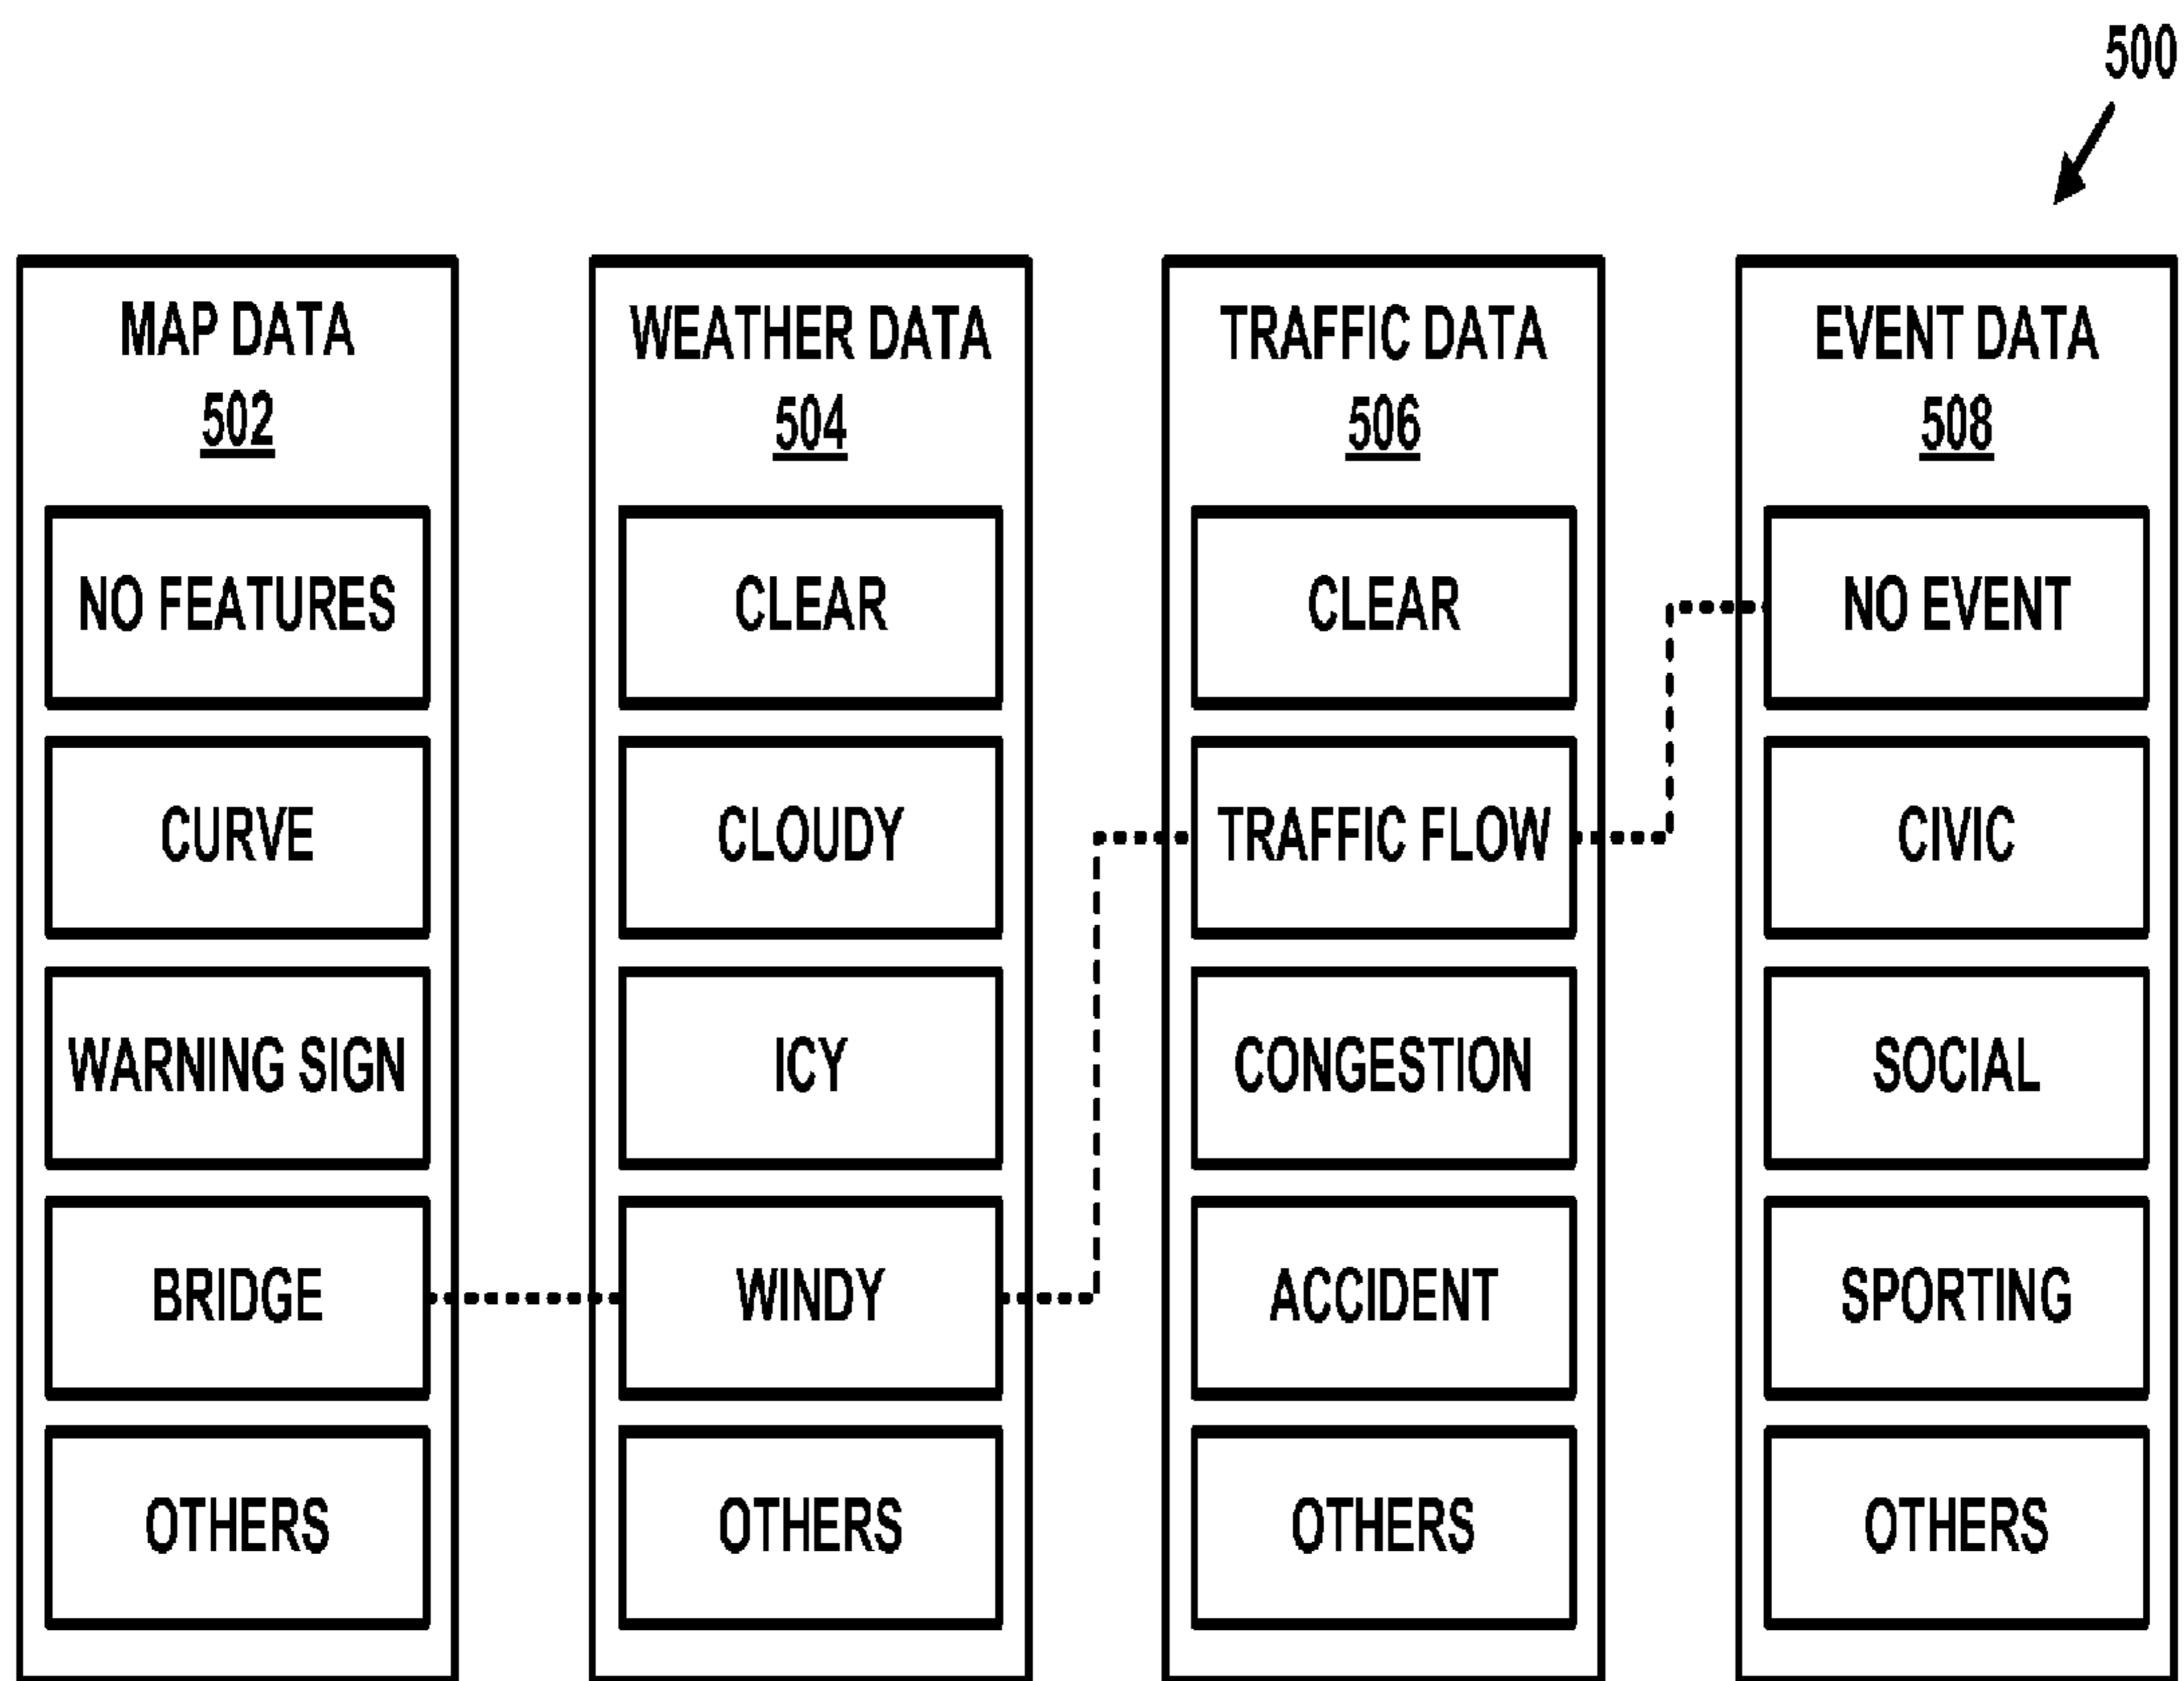 500
MAP DATA
502
NO FEATURES
CURVE
WARNING SIGN
BRIDGE
OTHERS
WEATHER DATA
504
CLEAR
CLOUDY
ICY
WINDY
OTHERS
TRAFFIC DATA
506
CLEAR
TRAFFIC FLOW
CONGESTION
ACCIDENT
OTHERS
EVENT DATA
508
NO EVENT
CIVIC
SOCIAL
SPORTING
OTHERS